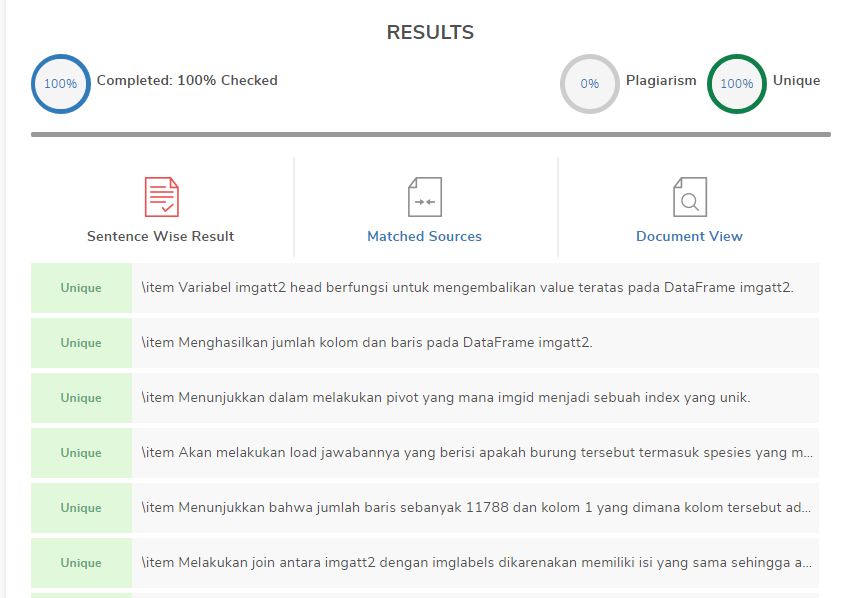 RESULTS
100% Completed: 100% Checked 0% Plagiarism 100% Unique
Sentence Wise Result Matched Sources Document View
Unique \item Variabel imgatt2 head berfungsi untuk mengembalikan value teratas pada DataFrame imgatt2.
Unique \item Menghasilkan jumlah kolom dan baris pada DataFrame imgatt2.
Unique \item Menunjukkan dalam melakukan pivot yang mana imgid menjadi sebuah index yang unik.
Unique \item Akan melakukan load jawabannya yang berisi apakah burung tersebut termasuk spesies yang m...
Unique \item Menunjukkan bahwa jumlah baris sebanyak 11788 dan kolom 1 yang dimana kolom tersebut ad...
Unique \item Melakukan join antara imgatt2 dengan imglabels dikarenakan memiliki isi yang sama sehingga a...